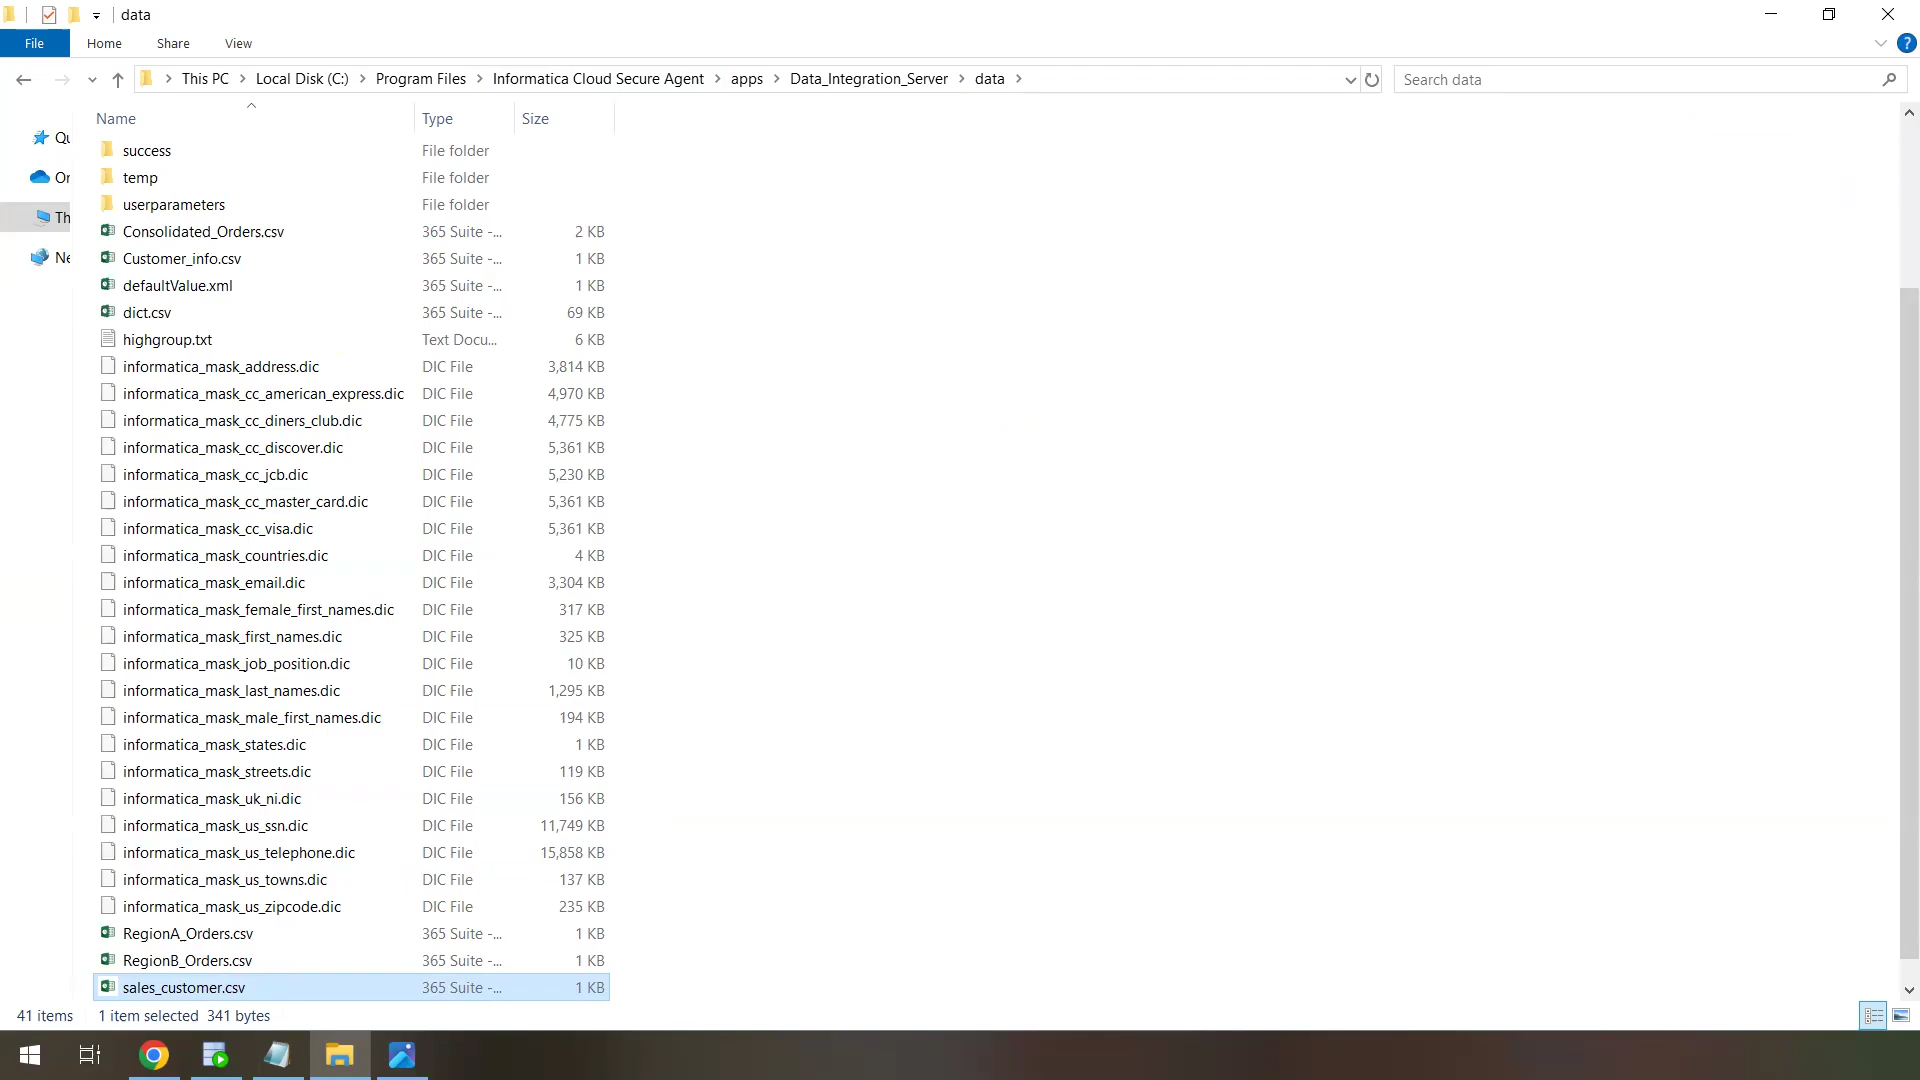 data
File Home Share View
This PC Local Disk (C:) Program Files Informatica Cloud Secure Agent apps Data_Integration_Server data
Search data
Name Type Size
success File folder
temp File folder
userparameters File folder
Consolidated_Orders.csv 365 Suite -... 2 KB
Customer_info.csv 365 Suite -... 1 KB
defaultValue.xml 365 Suite -... 1 KB
dict.csv 365 Suite -... 69 KB
highgroup.txt Text Docu... 6 KB
informatica_mask_address.dic DIC File 3,814 KB
informatica_mask_cc_american_express.dic DIC File 4,970 KB
informatica_mask_cc_diners_club.dic DIC File 4,775 KB
informatica_mask_cc_discover.dic DIC File 5,361 KB
informatica_mask_cc_jcb.dic DIC File 5,230 KB
informatica_mask_cc_master_card.dic DIC File 5,361 KB
informatica_mask_cc_visa.dic DIC File 5,361 KB
informatica_mask_countries.dic DIC File 4 KB
informatica_mask_email.dic DIC File 3,304 KB
informatica_mask_female_first_names.dic DIC File 317 KB
informatica_mask_first_names.dic DIC File 325 KB
informatica_mask_job_position.dic DIC File 10 KB
informatica_mask_last_names.dic DIC File 1,295 KB
informatica_mask_male_first_names.dic DIC File 194 KB
informatica_mask_states.dic DIC File 1 KB
informatica_mask_streets.dic DIC File 119 KB
informatica_mask_uk_ni.dic DIC File 156 KB
informatica_mask_us_ssn.dic DIC File 11,749 KB
informatica_mask_us_telephone.dic DIC File 15,858 KB
informatica_mask_us_towns.dic DIC File 137 KB
informatica_mask_us_zipcode.dic DIC File 235 KB
RegionA_Orders.csv 365 Suite -... 1 KB
RegionB_Orders.csv 365 Suite -... 1 KB
sales_customer.csv 365 Suite -... 1 KB
Qu
Or
Th
Ne
41 items 1 item selected 341 bytes